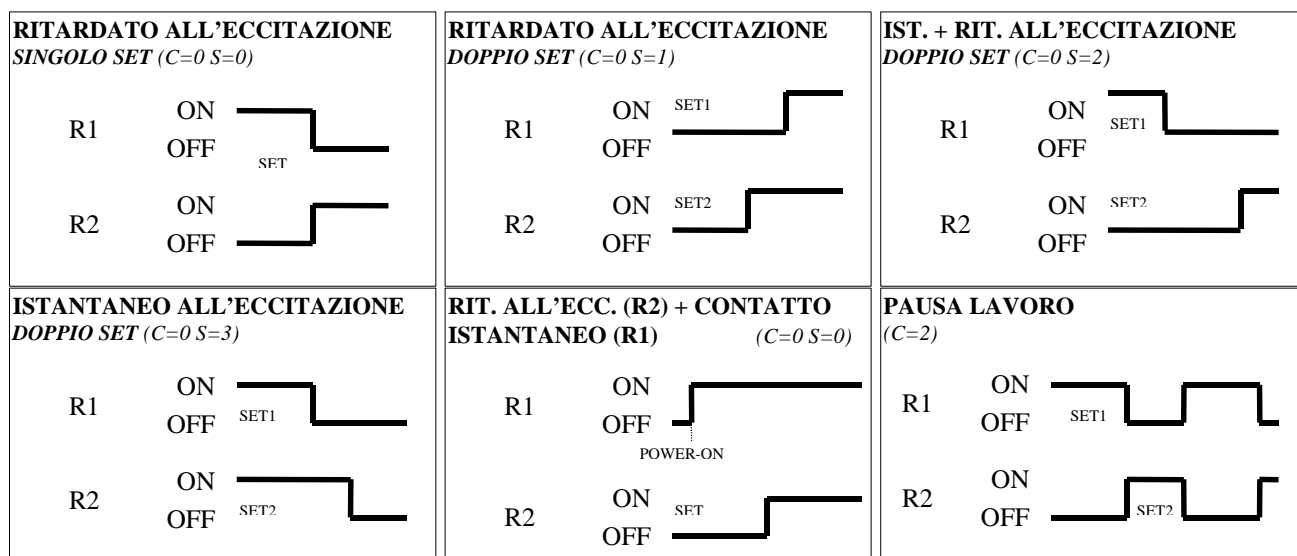 RITARDATO ALL'ECCITAZIONE
SINGOLO SET (C=0 S=0)
R1
ON
OFF
SET
R2
ON
OFF
RITARDATO ALL'ECCITAZIONE
DOPPIO SET (C=0 S=1)
R1
ON
OFF
SET1
R2
ON
OFF
SET2
IST. + RIT. ALL'ECCITAZIONE
DOPPIO SET (C=0 S=2)
R1
ON
OFF
SET1
R2
ON
OFF
SET2
ISTANTANEO ALL'ECCITAZIONE
DOPPIO SET (C=0 S=3)
R1
ON
OFF
SET1
R2
ON
OFF
SET2
RIT. ALL'ECC. (R2) + CONTATTO
ISTANTANEO (R1) (C=0 S=0)
R1
ON
OFF
POWER-ON
R2
ON
OFF
SET
PAUSA LAVORO
(C=2)
R1
ON
OFF
SET1
R2
ON
OFF
SET2